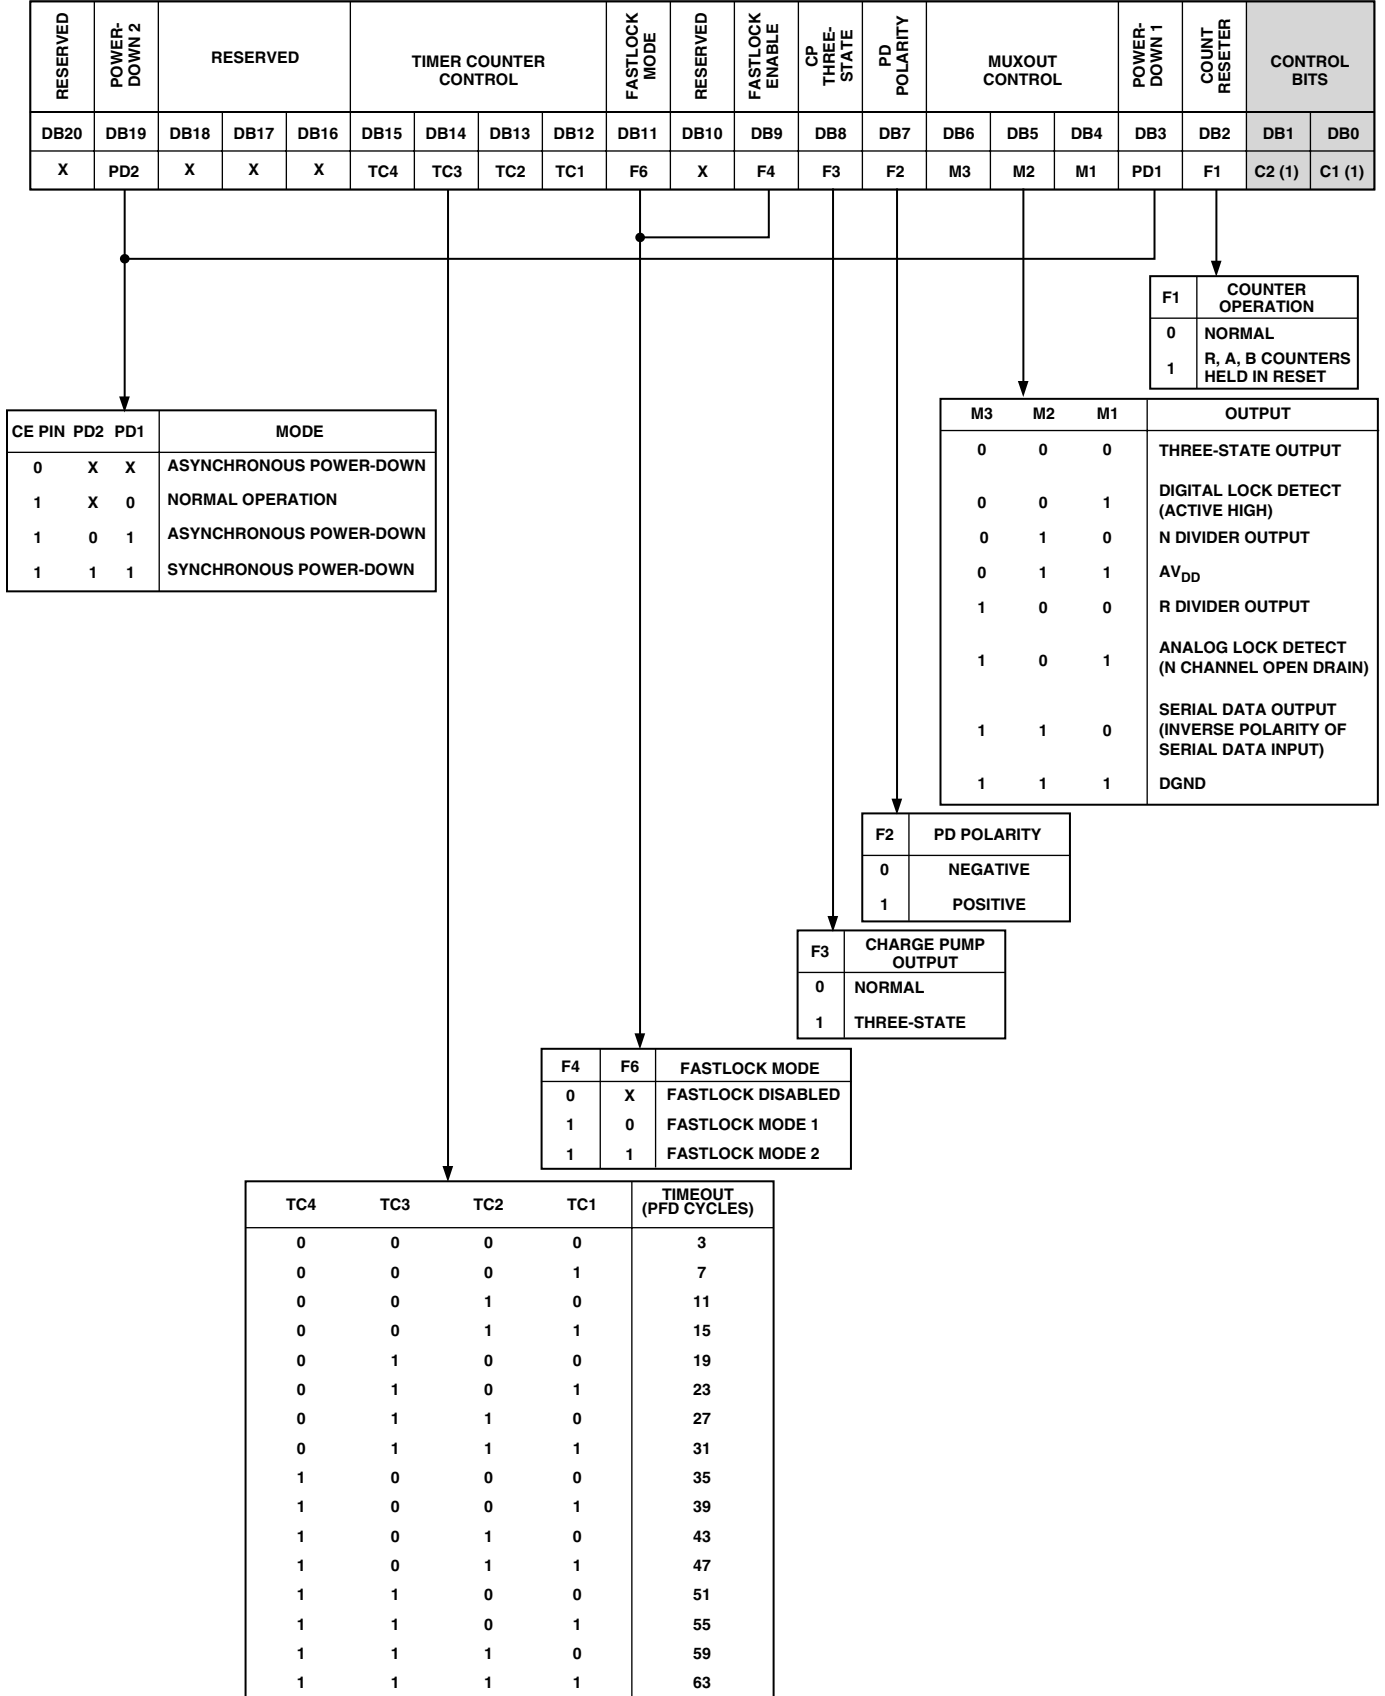 RESERVED
POWER-
DOWN 2
RESERVED
TIMER COUNTER
CONTROL
FASTLOCK
MODE
RESERVED
FASTLOCK
ENABLE
CP
THREE-
STATE
PD
POLARITY
MUXOUT
CONTROL
POWER-
DOWN 1
COUNT
RESETER
CONTROL
BITS
DB20 DB19 DB18 DB17 DB16 DB15 DB14 DB13 DB12 DB11 DB10 DB9 DB8 DB7 DB6 DB5 DB4 DB3 DB2 DB1 DB0
X PD2 X X X TC4 TC3 TC2 TC1 F6 X F4 F3 F2 M3 M2 M1 PD1 F1 C2 (1) C1 (1)
F1 COUNTER
OPERATION
0 NORMAL
1 R, A, B COUNTERS
HELD IN RESET
CE PIN PD2 PD1 MODE
0 X X ASYNCHRONOUS POWER-DOWN
1 X 0 NORMAL OPERATION
1 0 1 ASYNCHRONOUS POWER-DOWN
1 1 1 SYNCHRONOUS POWER-DOWN
M3 M2 M1 OUTPUT
0 0 0 THREE-STATE OUTPUT
0 0 1 DIGITAL LOCK DETECT
(ACTIVE HIGH)
0 1 0 N DIVIDER OUTPUT
0 1 1 AVDD
1 0 0 R DIVIDER OUTPUT
1 0 1 ANALOG LOCK DETECT
(N CHANNEL OPEN DRAIN)
1 1 0 SERIAL DATA OUTPUT
(INVERSE POLARITY OF
SERIAL DATA INPUT)
1 1 1 DGND
F2 PD POLARITY
0 NEGATIVE
1 POSITIVE
F3 CHARGE PUMP
OUTPUT
0 NORMAL
1 THREE-STATE
F4 F6 FASTLOCK MODE
0 X FASTLOCK DISABLED
1 0 FASTLOCK MODE 1
1 1 FASTLOCK MODE 2
TC4 TC3 TC2 TC1 TIMEOUT
(PFD CYCLES)
0 0 0 0 3
0 0 0 1 7
0 0 1 0 11
0 0 1 1 15
0 1 0 0 19
0 1 0 1 23
0 1 1 0 27
0 1 1 1 31
1 0 0 0 35
1 0 0 1 39
1 0 1 0 43
1 0 1 1 47
1 1 0 0 51
1 1 0 1 55
1 1 1 0 59
1 1 1 1 63